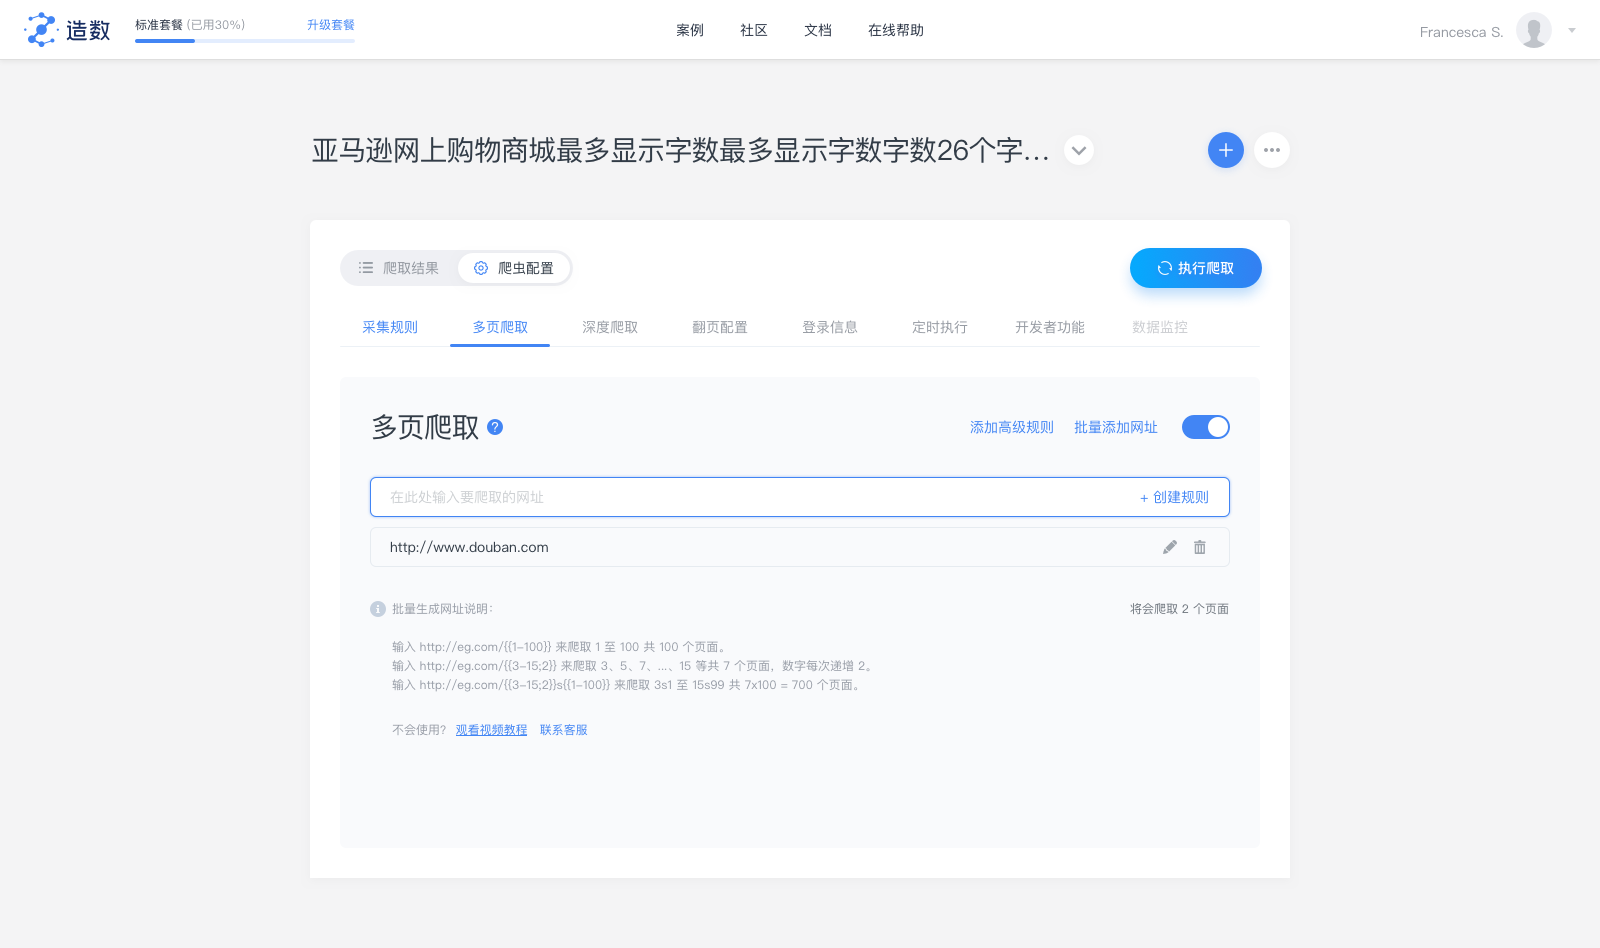 造数
标准套餐 (已用30%) 升级套餐
案例 社区 文档 在线帮助
Francesca S.
亚马逊网上购物商城最多显示字数最多显示字数字数26个字...
爬取结果 爬虫配置 执行爬取
采集规则 多页爬取 深度爬取 翻页配置 登录信息 定时执行 开发者功能 数据监控
多页爬取 ? 添加高级规则 批量添加网址
在此处输入要爬取的网址 + 创建规则
http://www.douban.com
批量生成网址说明: 将会爬取 2 个页面
输入 http://eg.com/{{1-100}} 来爬取 1 至 100 共 100 个页面。
输入 http://eg.com/{{3-15;2}} 来爬取 3、5、7、...、15 等共 7 个页面，数字每次递增 2。
输入 http://eg.com/{{3-15;2}}s{{1-100}} 来爬取 3s1 至 15s99 共 7x100 = 700 个页面。
不会使用? 观看视频教程 联系客服